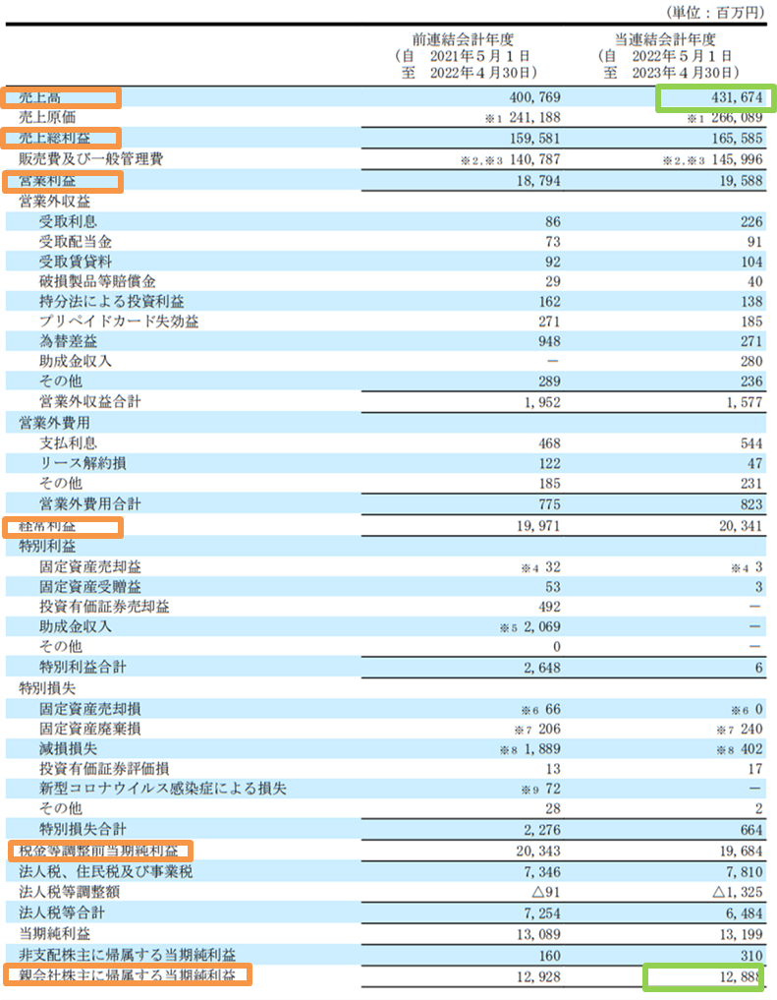 (単位:百万円)
前連結会計年度 当連結会計年度
(自 2021年5月1日 (自 2022年5月1日
至 2022年4月30日) 至 2023年4月30日)
売上高 400,769 431,674
売上原価 ※1 241,188 ※1 266,089
売上総利益 159,581 165,585
販売費及び一般管理費 ※2,※3 140,787 ※2,※3 145,996
営業利益 18,794 19,588
営業外収益
受取利息 86 226
受取配当金 73 91
受取賃貸料 92 104
破損製品等賠償金 29 40
持分法による投資利益 162 138
プリペイドカード失効益 271 185
為替差益 948 271
助成金収入 － 280
その他 289 236
営業外収益合計 1,952 1,577
営業外費用
支払利息 468 544
リース解約損 122 47
その他 185 231
営業外費用合計 775 823
経常利益 19,971 20,341
特別利益
固定資産売却益 ※4 32 ※4 3
固定資産受贈益 53 3
投資有価証券売却益 492 －
助成金収入 ※5 2,069 －
その他 0 －
特別利益合計 2,648 6
特別損失
固定資産売却損 ※6 66 ※6 0
固定資産廃棄損 ※7 206 ※7 240
減損損失 ※8 1,889 ※8 402
投資有価証券評価損 13 17
新型コロナウイルス感染症による損失 ※9 72 －
その他 28 2
特別損失合計 2,276 664
税金等調整前当期純利益 20,343 19,684
法人税、住民税及び事業税 7,346 7,810
法人税等調整額 △91 △1,325
法人税等合計 7,254 6,484
当期純利益 13,089 13,199
非支配株主に帰属する当期純利益 160 310
親会社株主に帰属する当期純利益 12,928 12,888